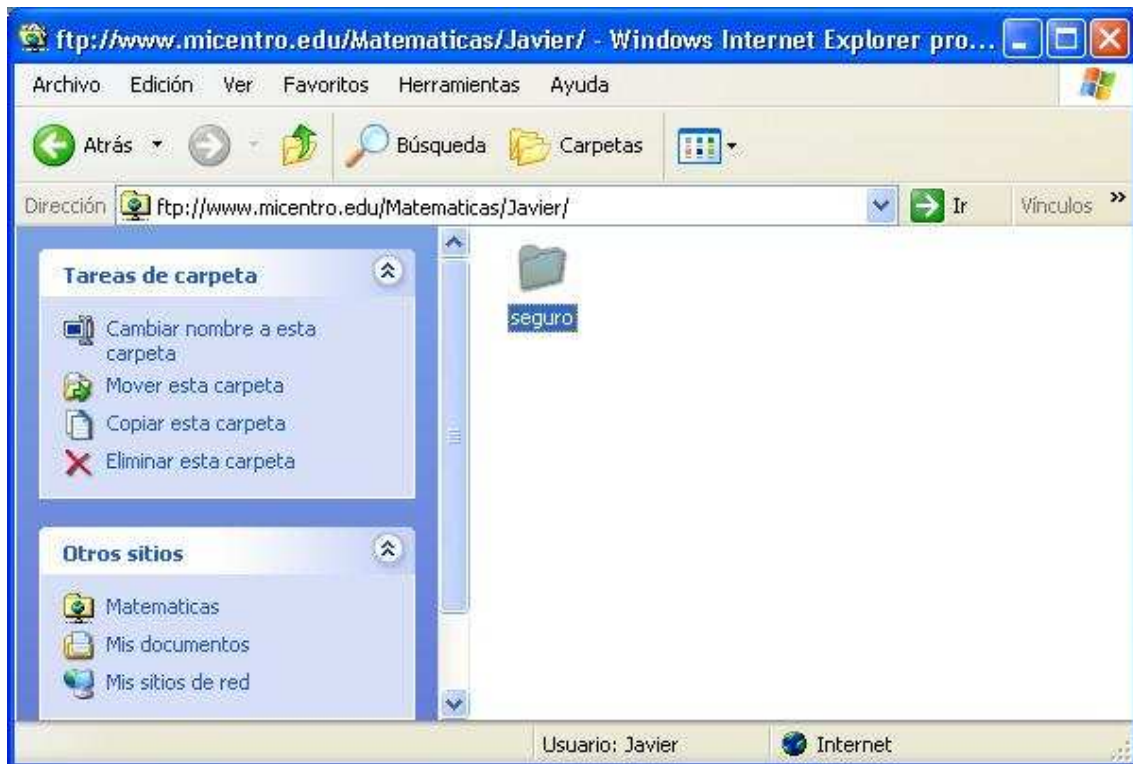 ftp://www.micentro.edu/Matematicas/Javier/ - Windows Internet Explorer pro...
Archivo Edición Ver Favoritos Herramientas Ayuda
Atrás Búsqueda Carpetas
Dirección ftp://www.micentro.edu/Matematicas/Javier/ Ir Vínculos »
Tareas de carpeta
Cambiar nombre a esta
carpeta
Mover esta carpeta
Copiar esta carpeta
Eliminar esta carpeta
Otros sitios
Matematicas
Mis documentos
Mis sitios de red
seguro
Usuario: Javier Internet